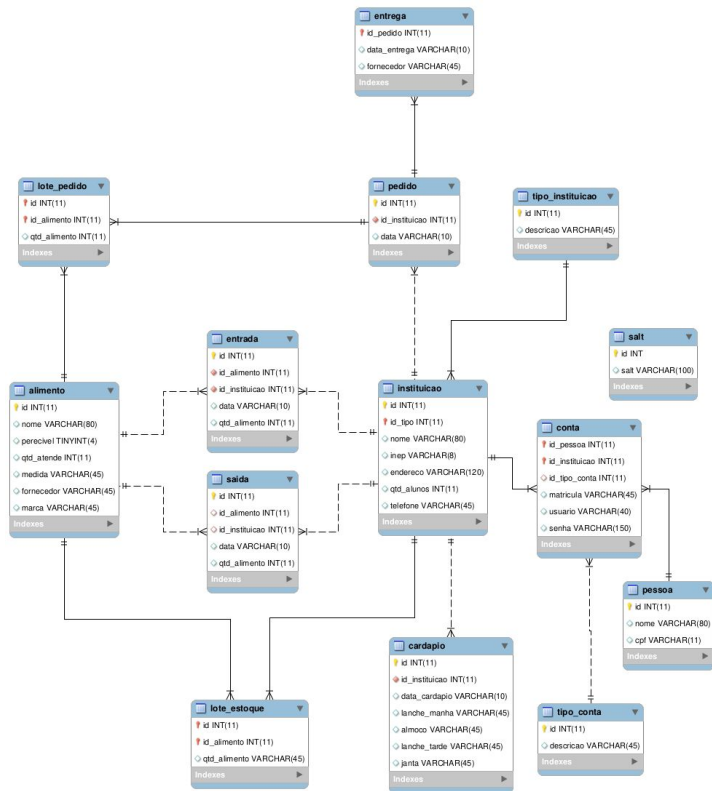 entrega
id_pedido INT(11)
data_entrega VARCHAR(10)
fornecedor VARCHAR(45)
Indexes
lote_pedido
id INT(11)
id_alimento INT(11)
qtd_alimento INT(11)
Indexes
pedido
id INT(11)
id_instituicao INT(11)
data VARCHAR(10)
Indexes
tipo_instituicao
id INT(11)
descricao VARCHAR(45)
Indexes
salt
id INT
salt VARCHAR(100)
Indexes
entrada
id INT(11)
id_alimento INT(11)
id_instituicao INT(11)
data VARCHAR(10)
qtd_alimento INT(11)
Indexes
alimento
id INT(11)
nome VARCHAR(80)
perecivel TINYINT(4)
qtd_atende INT(11)
medida VARCHAR(45)
fornecedor VARCHAR(45)
marca VARCHAR(45)
Indexes
instituicao
id INT(11)
id_tipo INT(11)
nome VARCHAR(80)
inep VARCHAR(8)
endereco VARCHAR(120)
qtd_alunos INT(11)
telefone VARCHAR(45)
Indexes
conta
id_pessoa INT(11)
id_instituicao INT(11)
id_tipo_conta INT(11)
matricula VARCHAR(45)
usuario VARCHAR(40)
senha VARCHAR(150)
Indexes
saida
id INT(11)
id_alimento INT(11)
id_instituicao INT(11)
data VARCHAR(10)
qtd_alimento INT(11)
Indexes
pessoa
id INT(11)
nome VARCHAR(80)
cpf VARCHAR(11)
Indexes
cardapio
id INT(11)
id_instituicao INT(11)
data_cardapio VARCHAR(10)
lanche_manha VARCHAR(45)
almoco VARCHAR(45)
lanche_tarde VARCHAR(45)
janta VARCHAR(45)
Indexes
lote_estoque
id INT(11)
id_alimento INT(11)
qtd_alimento VARCHAR(45)
Indexes
tipo_conta
id INT(11)
descricao VARCHAR(45)
Indexes